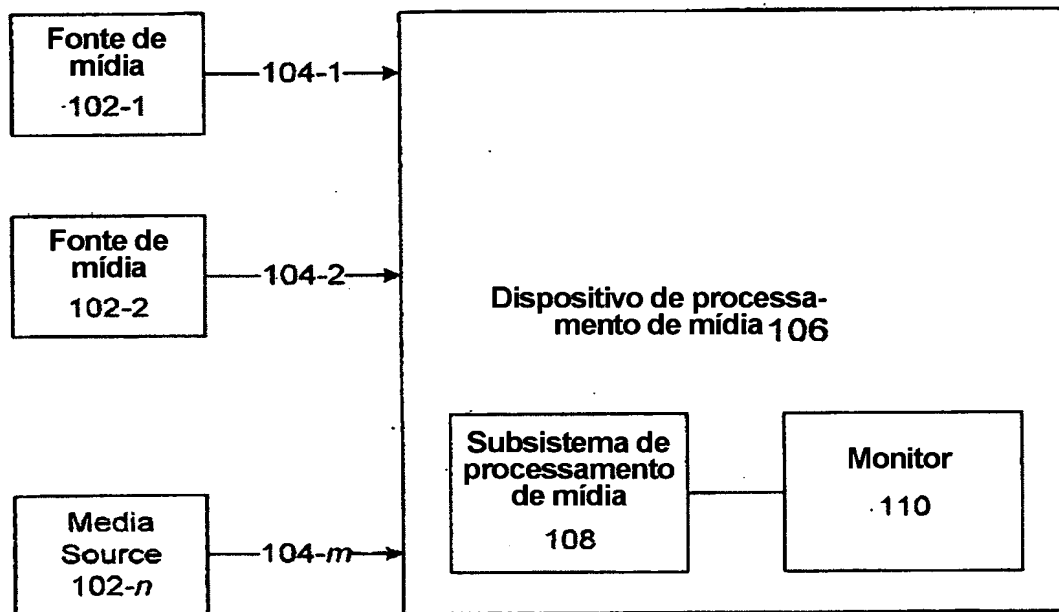 Fonte de
mídia
102-1
104-1
Fonte de
mídia
102-2
104-2
Dispositivo de processa-
mento de mídia 106
Subsistema de
processamento
de mídia
108
Monitor
110
Media
Source
102-n
104-m